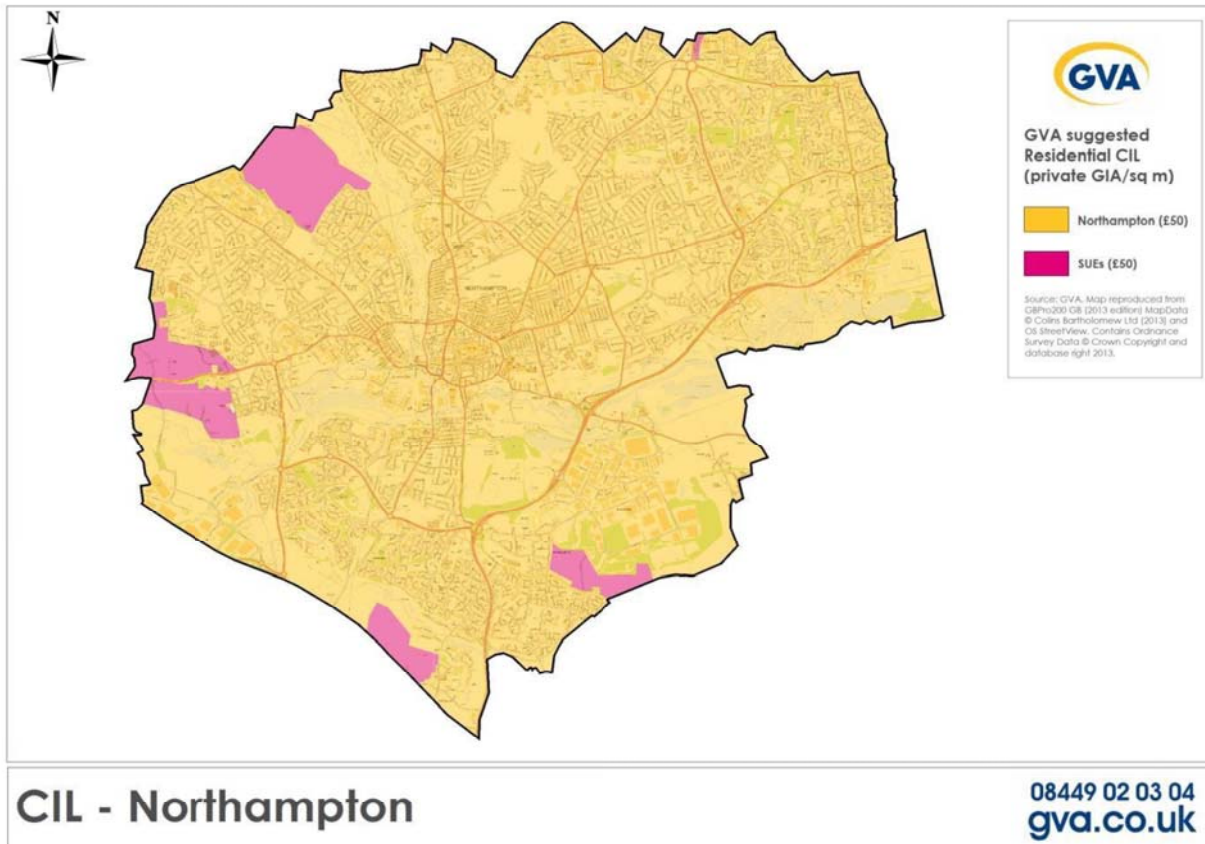 N
GVA
GVA suggested
Residential CIL
(private GIA/sq m)
Northampton (£50)
SUEs (£50)
Source: GVA. Map reproduced from
GBPro200 GB (2013 edition) MapData
© Collins Bartholomew Ltd (2013) and
OS StreetView. Contains Ordnance
Survey Data © Crown Copyright and
database right 2013.
NORTHAMPTON
CIL - Northampton
08449 02 03 04
gva.co.uk